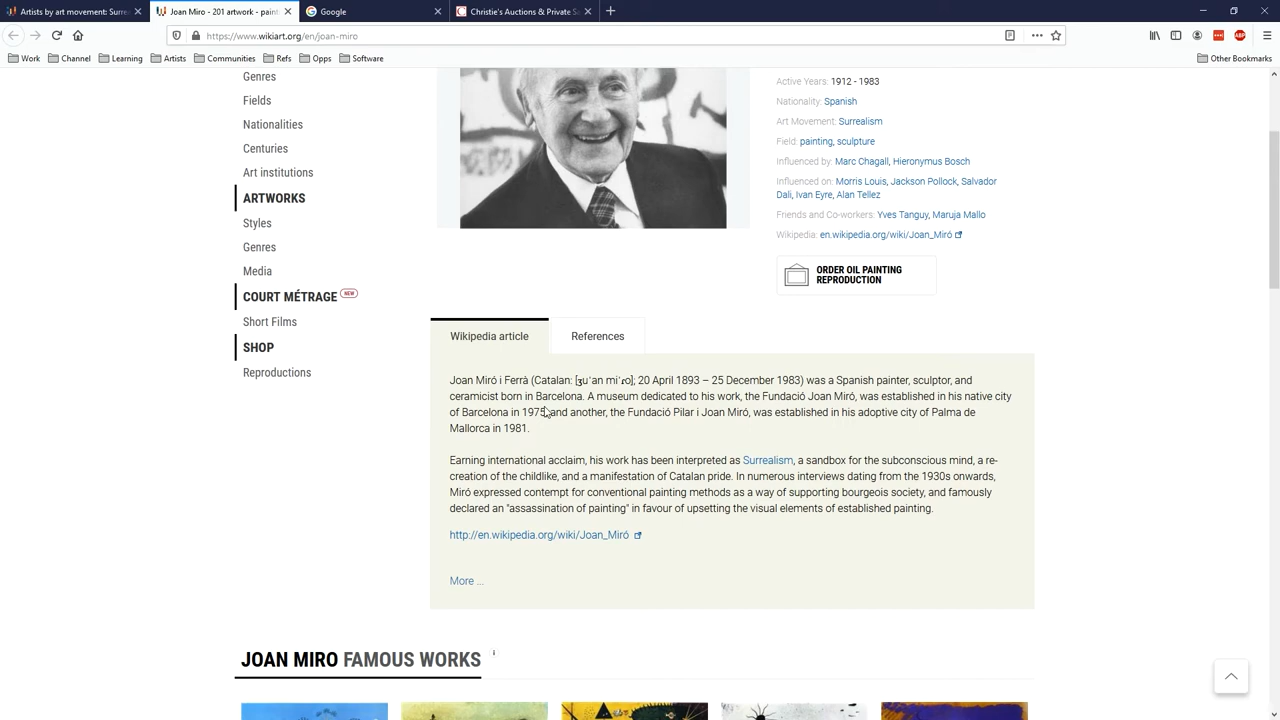 Artists by art movement: Surre
Joan Miro - 201 artwork - paint
Google
Christie's Auctions & Private Sa
https://www.wikiart.org/en/joan-miro
ABP
Work
Channel
Learning
Artists
Communities
Refs
Opps
Software
Other Bookmarks
Genres
Fields
Nationalities
Centuries
Art institutions
ARTWORKS
Styles
Genres
Media
COURT MÉTRAGE NEW
Short Films
SHOP
Reproductions
Active Years: 1912 - 1983
Nationality: Spanish
Art Movement: Surrealism
Field: painting, sculpture
Influenced by: Marc Chagall, Hieronymus Bosch
Influenced on: Morris Louis, Jackson Pollock, Salvador
Dali, Ivan Eyre, Alan Tellez
Friends and Co-workers: Yves Tanguy, Maruja Mallo
Wikipedia: en.wikipedia.org/wiki/Joan_Miró
ORDER OIL PAINTING
REPRODUCTION
Wikipedia article
References
Joan Miró i Ferrà (Catalan: [ʒuˈan miˈɾo]; 20 April 1893 – 25 December 1983) was a Spanish painter, sculptor, and
ceramicist born in Barcelona. A museum dedicated to his work, the Fundació Joan Miró, was established in his native city
of Barcelona in 1975, and another, the Fundació Pilar i Joan Miró, was established in his adoptive city of Palma de
Mallorca in 1981.
Earning international acclaim, his work has been interpreted as Surrealism, a sandbox for the subconscious mind, a re-
creation of the childlike, and a manifestation of Catalan pride. In numerous interviews dating from the 1930s onwards,
Miró expressed contempt for conventional painting methods as a way of supporting bourgeois society, and famously
declared an "assassination of painting" in favour of upsetting the visual elements of established painting.
http://en.wikipedia.org/wiki/Joan_Miró
More ...
JOAN MIRO FAMOUS WORKS